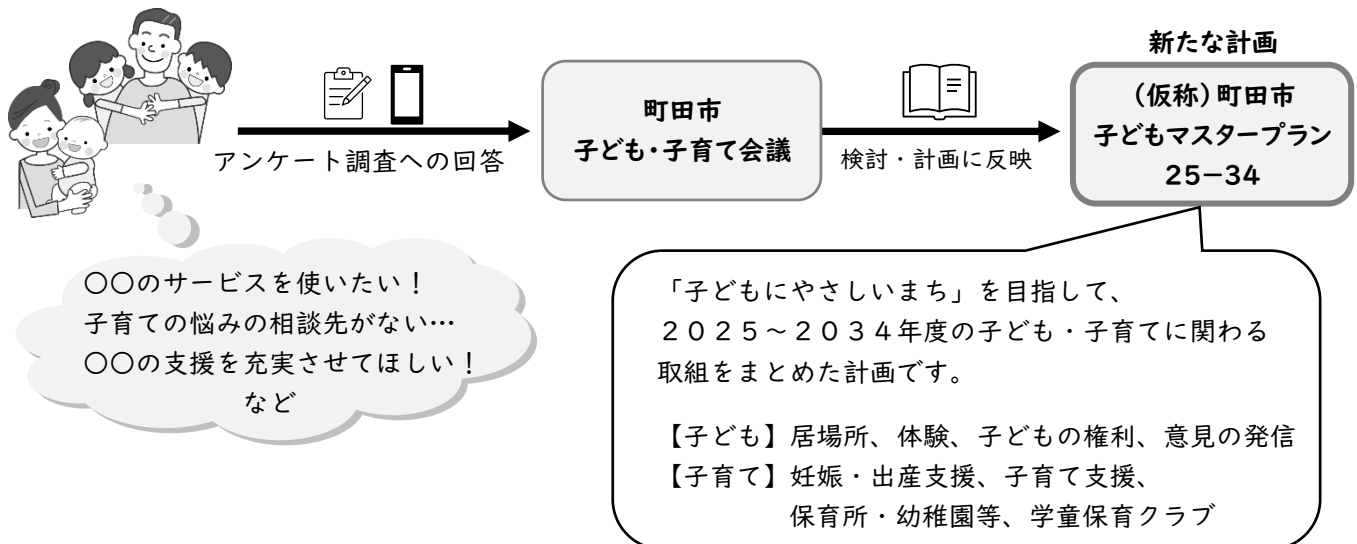 アンケート調査への回答
町田市
子ども・子育て会議
検討・計画に反映
新たな計画
(仮称)町田市
子どもマスタープラン
25−34
〇〇のサービスを使いたい！
子育ての悩みの相談先がない…
〇〇の支援を充実させてほしい！
など
「子どもにやさしいまち」を目指して、
２０２５～２０３４年度の子ども・子育てに関わる
取組をまとめた計画です。
【子ども】居場所、体験、子どもの権利、意見の発信
【子育て】妊娠・出産支援、子育て支援、
保育所・幼稚園等、学童保育クラブ